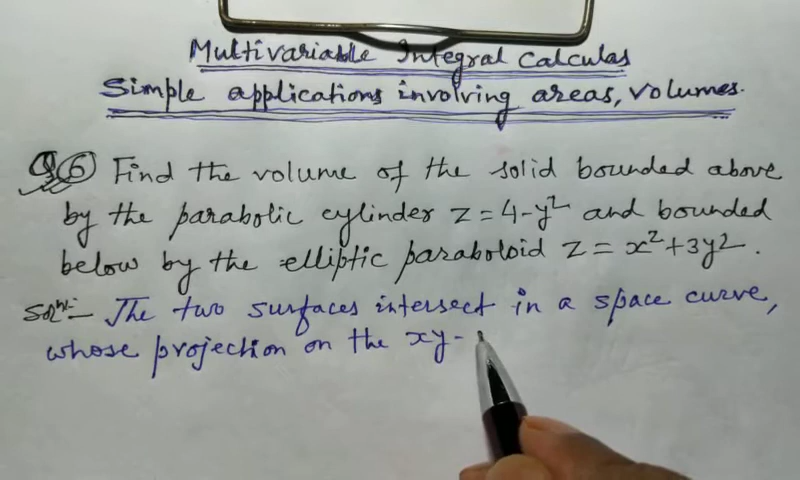 Multivariable Integral Calculas
Simple applications involving areas, volumes.
Q 6 Find the volume of the solid bounded above
by the parabolic cylinder z = 4 - y² and bounded
below by the elliptic paraboloid z = x² + 3y².
Solⁿ:- The two surfaces intersect in a space curve,
whose projection on the xy-